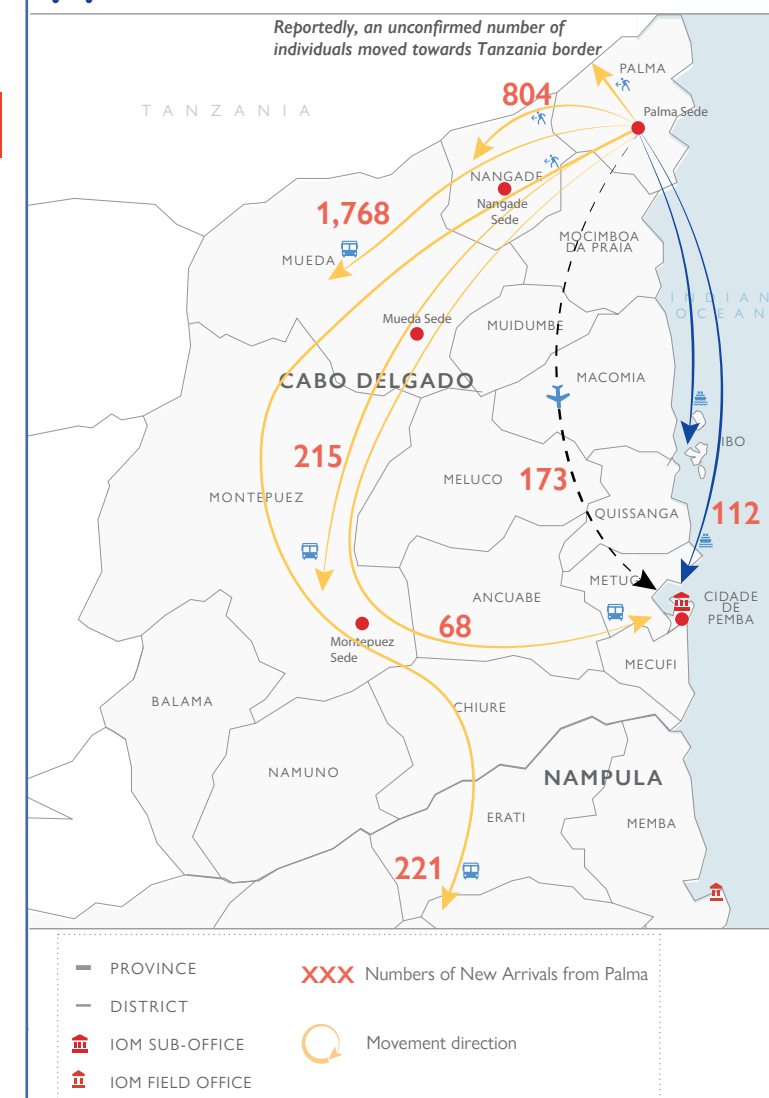 Reportedly, an unconfirmed number of
individuals moved towards Tanzania border
PALMA
804
TANZANIA
Palma Sede
NANGADE
Nangade
Sede
1,768
MOCIMBOA
DA PRAIA
MUEDA
INDIAN
OCEAN
Mueda Sede
MUIDUMBE
CABO DELGADO
MACOMIA
IBO
215
MELUCO
173
MONTEPUEZ
QUISSANGA
112
METUG
ANCUABE
CIDADE
DE
PEMBA
68
Montepuez
Sede
MECUFI
BALAMA
CHIURE
NAMUNO
NAMPULA
ERATI
MEMBA
221
PROVINCE
XXX Numbers of New Arrivals from Palma
DISTRICT
IOM SUB-OFFICE
Movement direction
IOM FIELD OFFICE